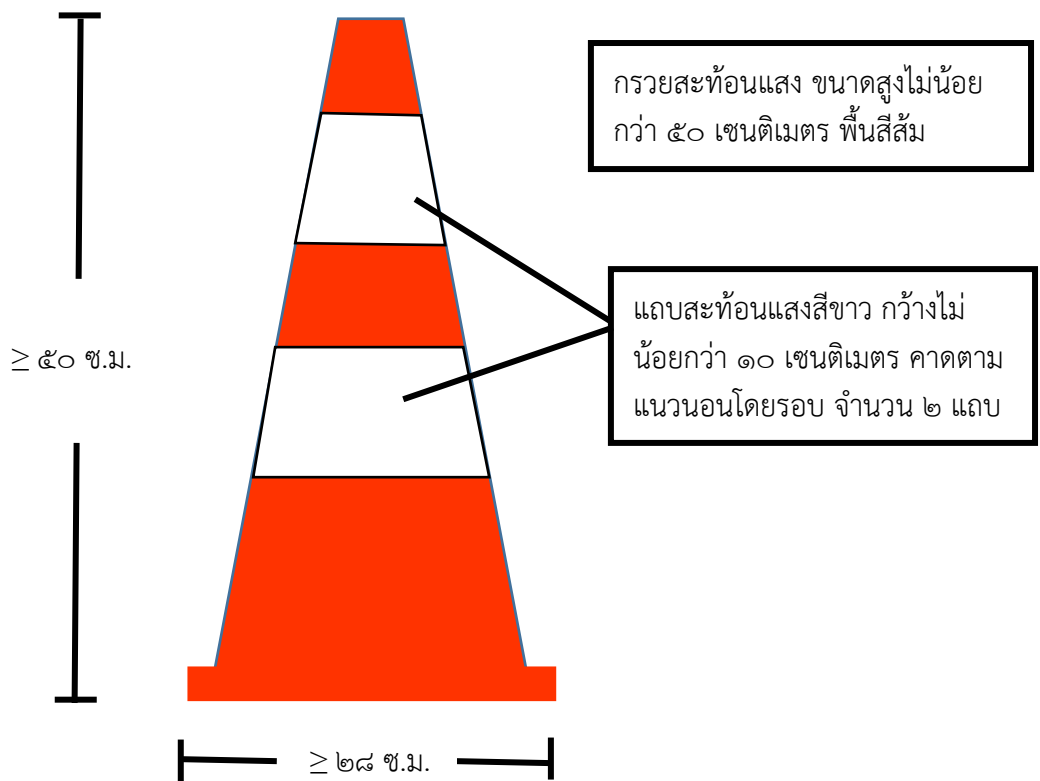 กรวยสะท้อนแสง ขนาดสูงไม่น้อย
กว่า ๕๐ เซนติเมตร พื้นสีส้ม
แถบสะท้อนแสงสีขาว กว้างไม่
น้อยกว่า ๑๐ เซนติเมตร คาดตาม
แนวนอนโดยรอบ จำนวน ๒ แถบ
≥ ๕๐ ซ.ม.
≥ ๒๘ ซ.ม.